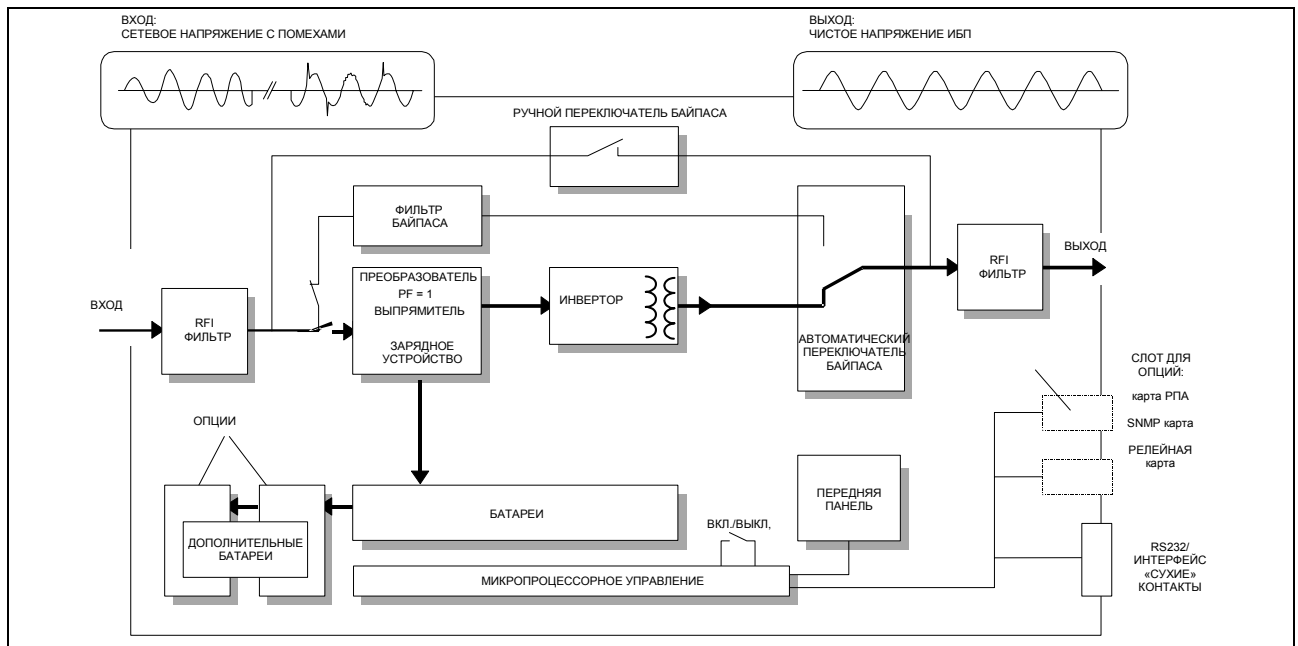 ВХОД:
СЕТЕВОЕ НАПРЯЖЕНИЕ С ПОМЕХАМИ
ВЫХОД:
ЧИСТОЕ НАПРЯЖЕНИЕ ИБП
РУЧНОЙ ПЕРЕКЛЮЧАТЕЛЬ БАЙПАСА
ФИЛЬТР
БАЙПАСА
ВХОД
RFI
ФИЛЬТР
ПРЕОБРАЗОВАТЕЛЬ
PF = 1
ВЫПРЯМИТЕЛЬ
ЗАРЯДНОЕ
УСТРОЙСТВО
ИНВЕРТОР
АВТОМАТИЧЕСКИЙ
ПЕРЕКЛЮЧАТЕЛЬ
БАЙПАСА
RFI
ФИЛЬТР
ВЫХОД
СЛОТ ДЛЯ
ОПЦИЙ:
карта РПА
SNMP карта
РЕЛЕЙНАЯ
карта
ОПЦИИ
ДОПОЛНИТЕЛЬНЫЕ
БАТАРЕИ
БАТАРЕИ
ВКЛ./ВЫКЛ,
ПЕРЕДНЯЯ
ПАНЕЛЬ
МИКРОПРОЦЕССОРНОЕ УПРАВЛЕНИЕ
RS232/
ИНТЕРФЕЙС
«СУХИЕ»
КОНТАКТЫ